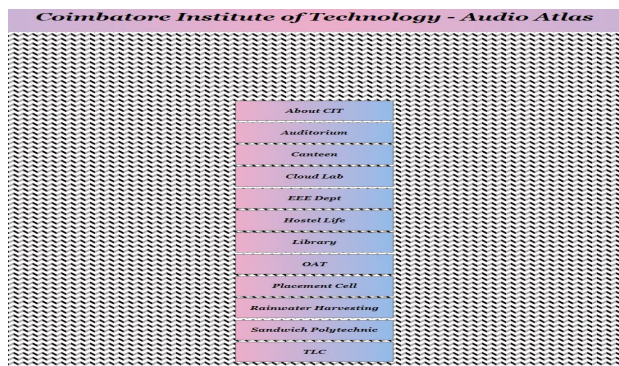 Coimbatore Institute of Technology - Audio Atlas
About CIT
Auditorium
Canteen
Cloud Lab
EEE Dept
Hostel Life
Library
OAT
Placement Cell
Rainwater Harvesting
Sandwich Polytechnic
TLC